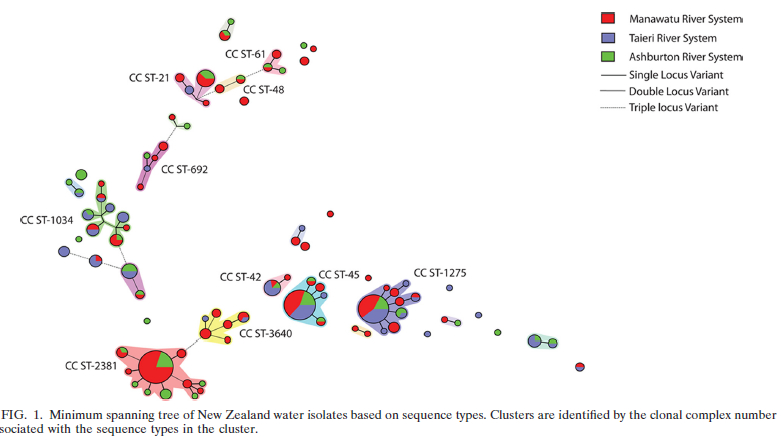 Manawatu River System
Taieri River System
Ashburton River System
Single Locus Variant
Double Locus Variant
Triple locus Variant
CC ST-61
CC ST-21
CC ST-48
CC ST-692
CC ST-1034
CC ST-42
CC ST-45
CC ST-1275
CC ST-3640
CC ST-2381
FIG. 1. Minimum spanning tree of New Zealand water isolates based on sequence types. Clusters are identified by the clonal complex number
sociated with the sequence types in the cluster.